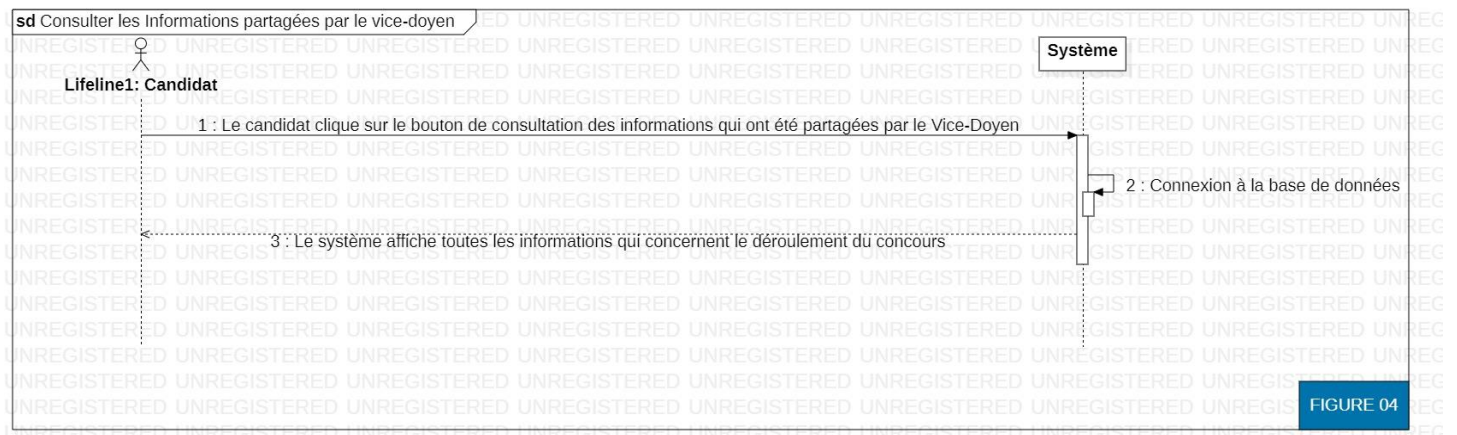 sd Consulter les Informations partagées par le vice-doyen
Système
Lifeline1: Candidat
1 : Le candidat clique sur le bouton de consultation des informations qui ont été partagées par le Vice-Doyen
2 : Connexion à la base de données
3 : Le système affiche toutes les informations qui concernent le déroulement du concours
FIGURE 04
UNREGISTERED